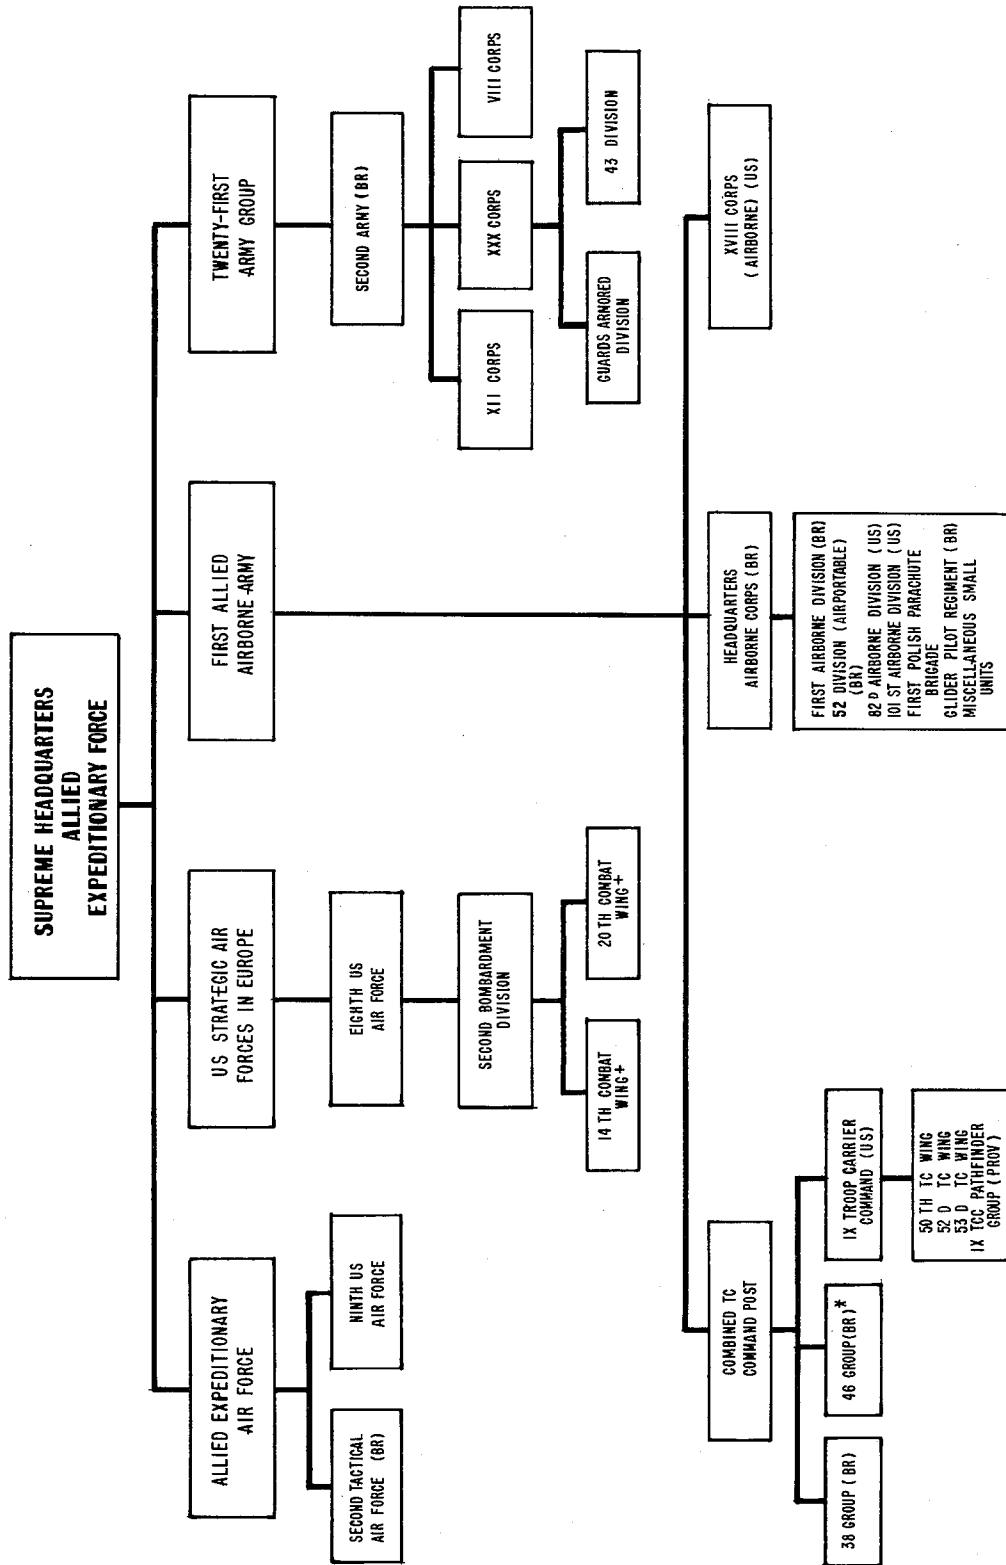 SUPREME HEADQUARTERS
ALLIED
EXPEDITIONARY FORCE
ALLIED EXPEDITIONARY
AIR FORCE
US STRATEGIC AIR
FORCES IN EUROPE
FIRST ALLIED
AIRBORNE ARMY
TWENTY-FIRST
ARMY GROUP
SECOND TACTICAL
AIR FORCE (BR)
NINTH US
AIR FORCE
EIGHTH US
AIR FORCE
SECOND ARMY (BR)
SECOND BOMBARDMENT
DIVISION
XII CORPS
XXX CORPS
VIII CORPS
14 TH COMBAT
WING+
20 TH COMBAT
WING+
GUARDS ARMORED
DIVISION
43 DIVISION
COMBINED TC
COMMAND POST
HEADQUARTERS
AIRBORNE CORPS (BR)
XVIII CORPS
(AIRBORNE) (US)
38 GROUP (BR)
46 GROUP (BR)*
IX TROOP CARRIER
COMMAND (US)
FIRST AIRBORNE DIVISION (BR)
52 DIVISION (AIRPORTABLE)
(BR)
82 D AIRBORNE DIVISION (US)
101 ST AIRBORNE DIVISION (US)
FIRST POLISH PARACHUTE
BRIGADE
GLIDER PILOT REGIMENT (BR)
MISCELLANEOUS SMALL
UNITS
50 TH TC WING
52 D TC WING
53 D TC WING
IX TCC PATHFINDER
GROUP (PROV)